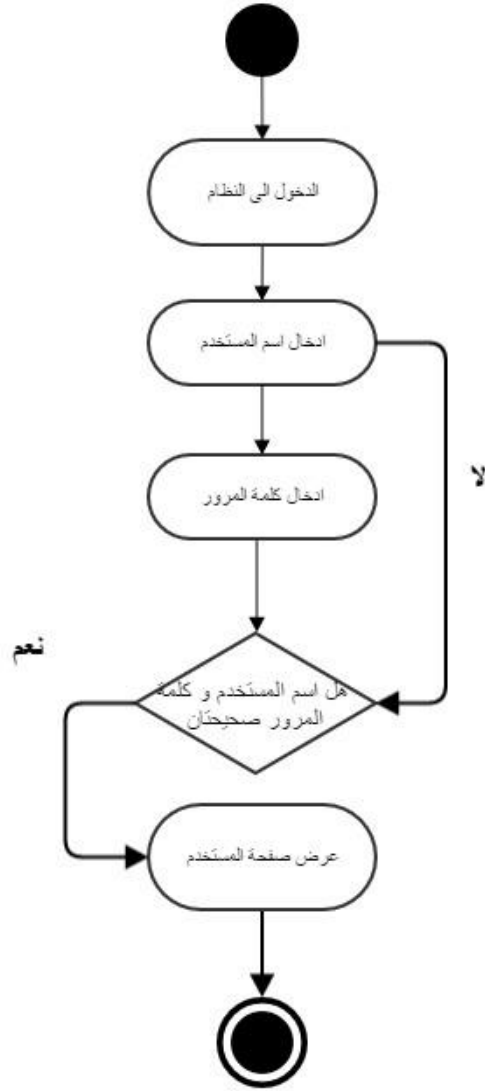 الدخول الى النظام
ادخال اسم المستخدم
لا
ادخال كلمة المرور
نعم
هل اسم المستخدم و كلمة
المرور صحيحتان
عرض صفحة المستخدم